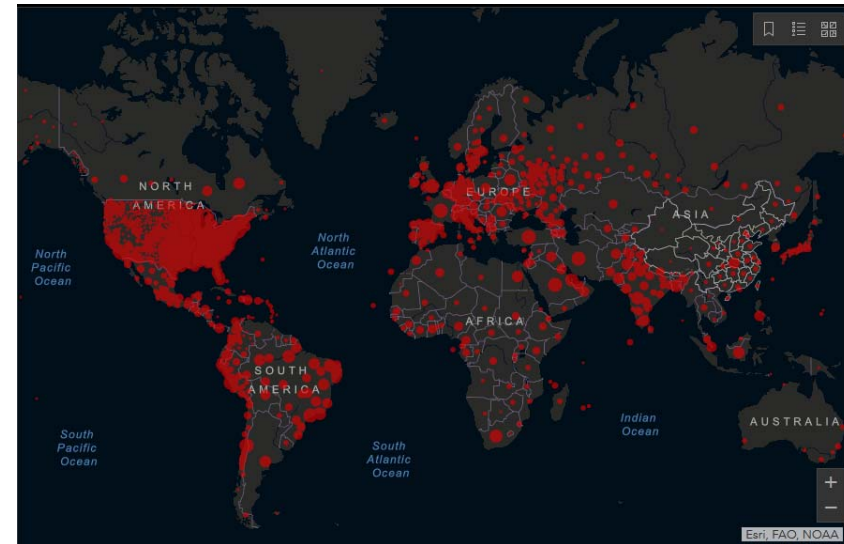 NORTH
AMERICA
EUROPE
ASIA
North
Pacific
Ocean
North
Atlantic
Ocean
AFRICA
SOUTH
AMERICA
Indian
Ocean
AUSTRALIA
South
Pacific
Ocean
South
Atlantic
Ocean
+
−
Esri, FAO, NOAA